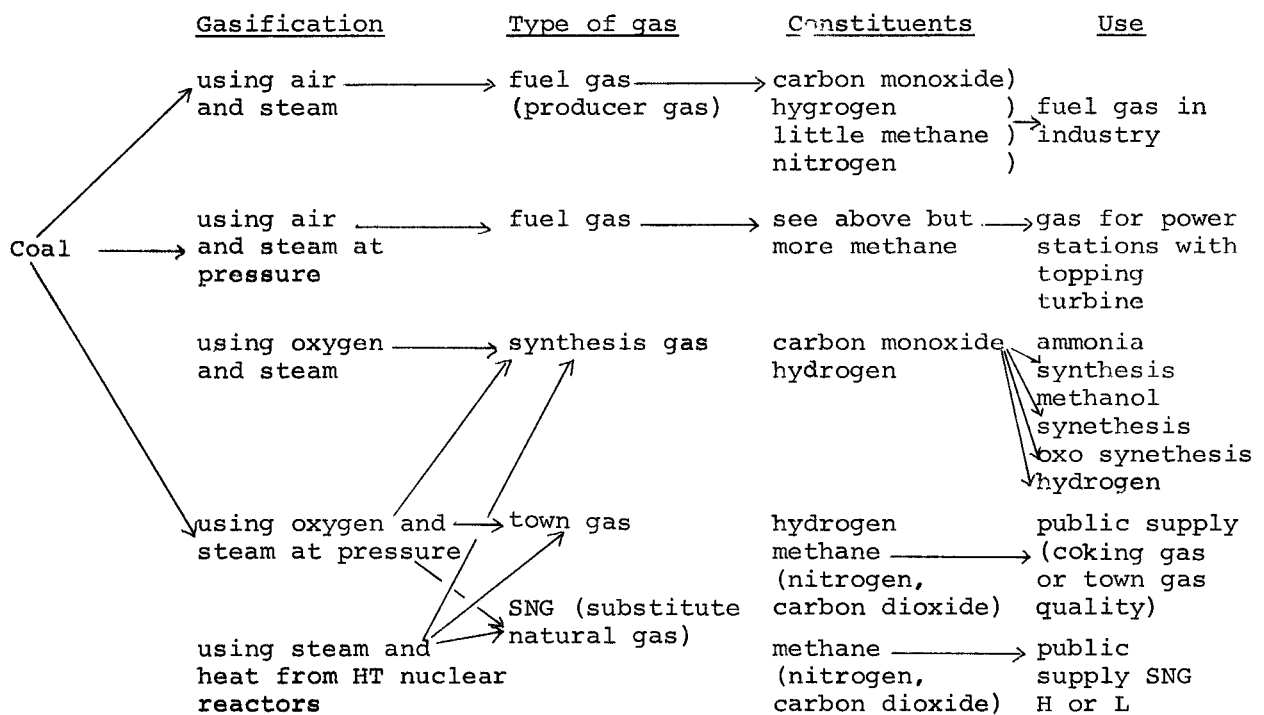 Gasification Type of gas Constituents Use
using air fuel gas carbon monoxide)
and steam (producer gas) hygrogen ) fuel gas in
little methane ) industry
nitrogen )
using air fuel gas see above but gas for power
Coal and steam at more methane stations with
pressure topping
turbine
using oxygen synthesis gas carbon monoxide ammonia
and steam hydrogen synthesis
methanol
synethesis
oxo synethesis
hydrogen
using oxygen and town gas hydrogen public supply
steam at pressure methane (coking gas
(nitrogen, or town gas
SNG (substitute carbon dioxide) quality)
natural gas)
using steam and methane public
heat from HT nuclear (nitrogen, supply SNG
reactors carbon dioxide) H or L